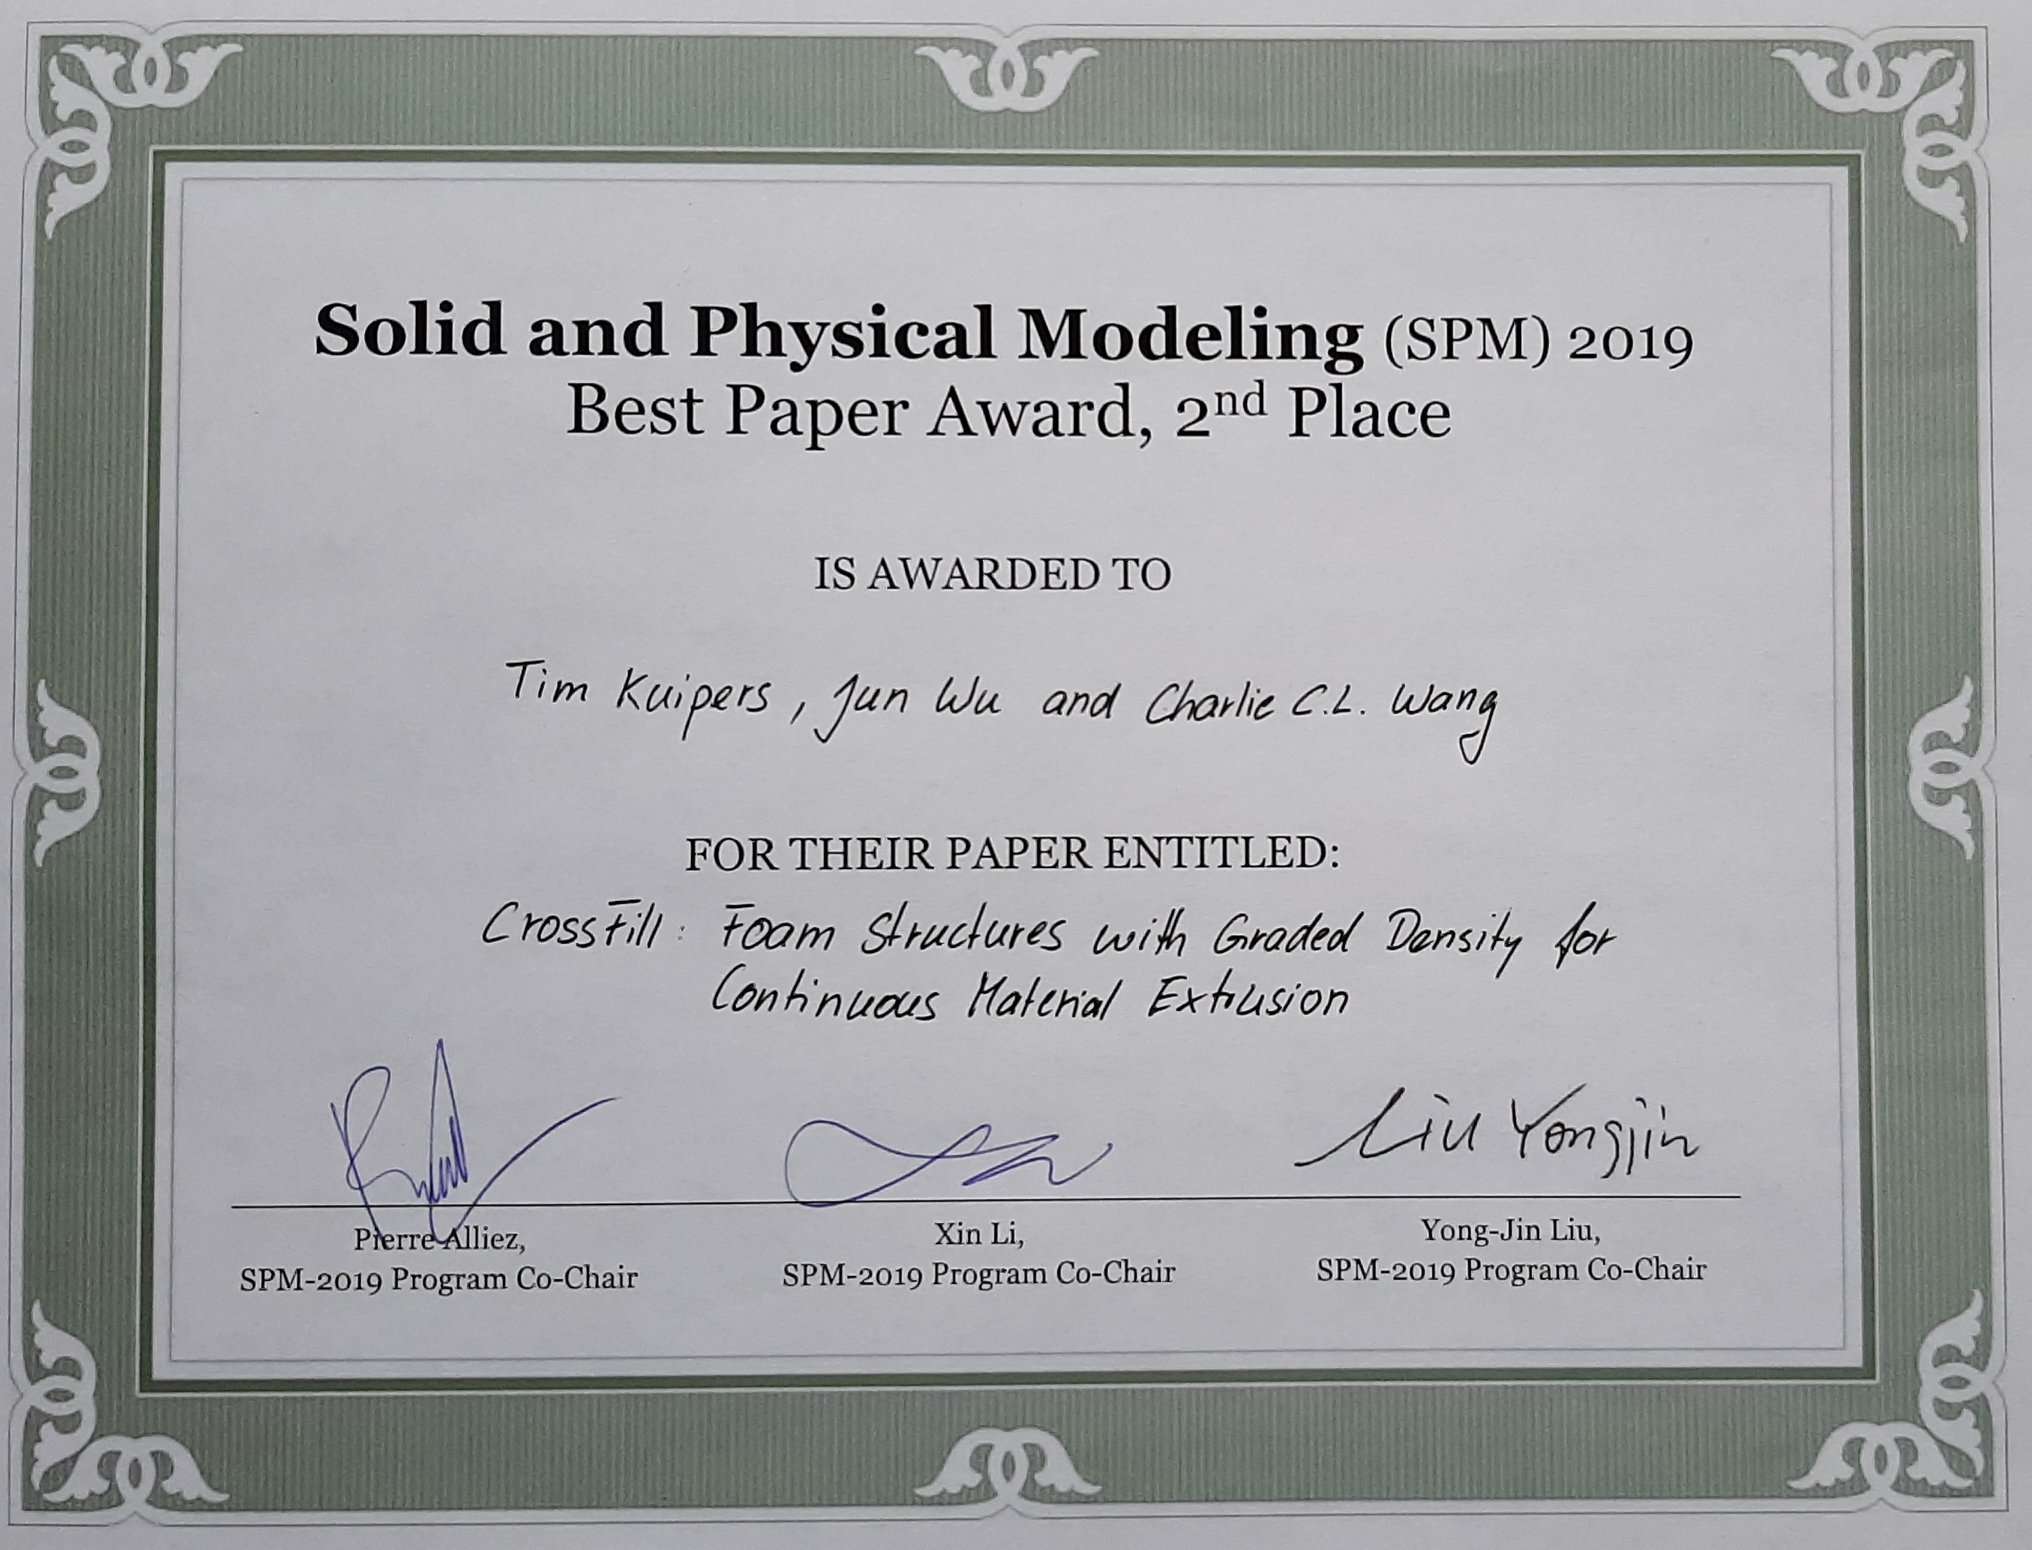 Solid and Physical Modeling (SPM) 2019
Best Paper Award, 2nd Place
IS AWARDED TO
Tim Kuipers, Jun Wu and Charlie C.L. Wang
FOR THEIR PAPER ENTITLED:
CrossFill: Foam Structures with Graded Density for
Continuous Material Extrusion
Liu Yongjin
Pierre Alliez,
SPM-2019 Program Co-Chair
Xin Li,
SPM-2019 Program Co-Chair
Yong-Jin Liu,
SPM-2019 Program Co-Chair